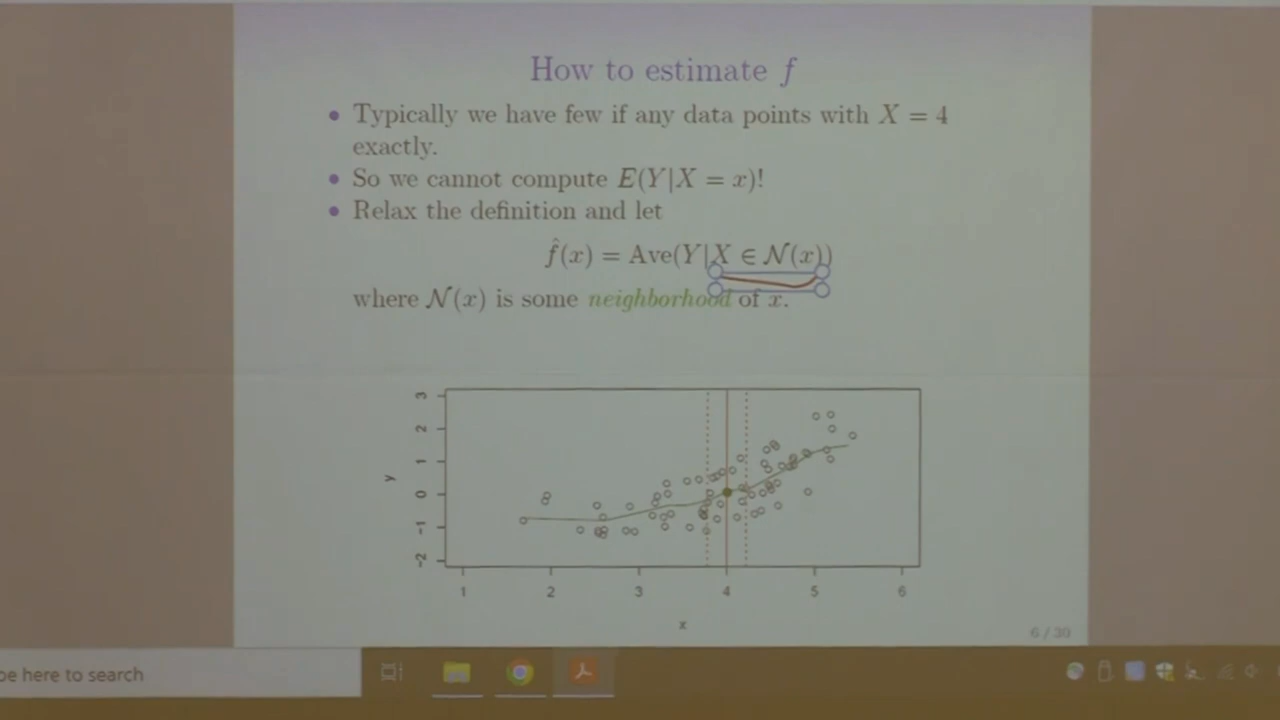 How to estimate f
• Typically we have few if any data points with X = 4
exactly.
• So we cannot compute E(Y|X = x)!
• Relax the definition and let
f̂(x) = Ave(Y|X ∈ N(x))
where N(x) is some neighborhood of x.
3
2
1
0
-1
-2
y
1 2 3 4 5 6
x
6 / 30
pe here to search